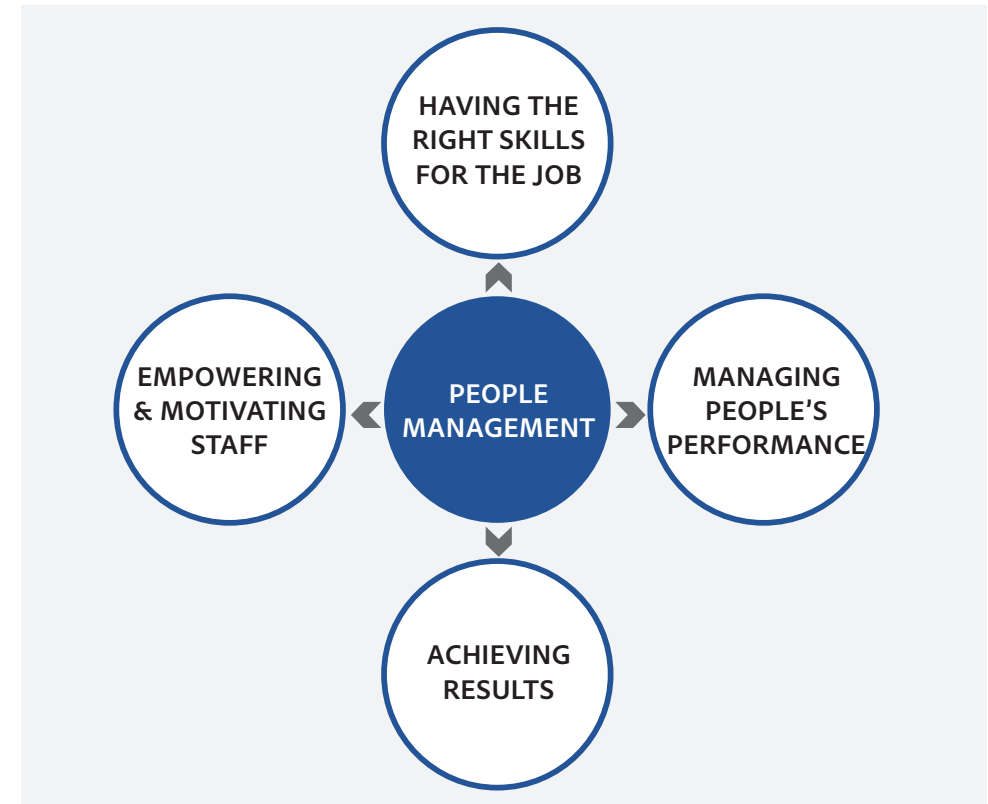 HAVING THE
RIGHT SKILLS
FOR THE JOB
EMPOWERING
& MOTIVATING
STAFF
PEOPLE
MANAGEMENT
MANAGING
PEOPLE’S
PERFORMANCE
ACHIEVING
RESULTS